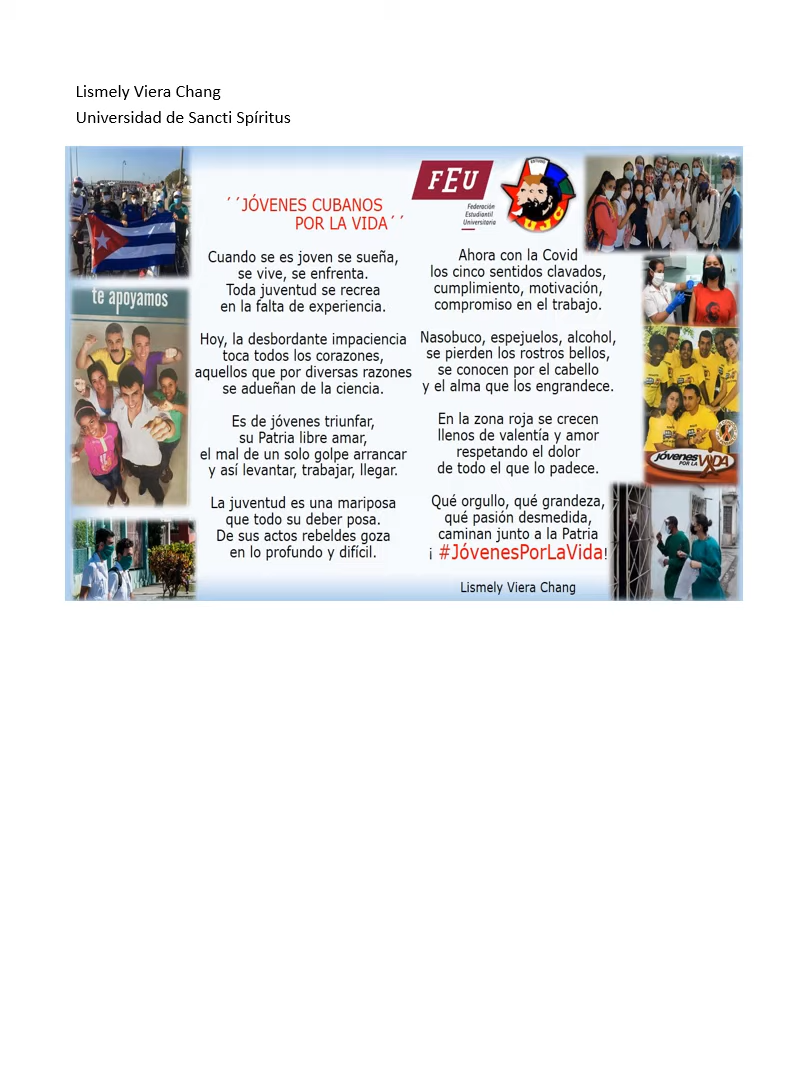 Lismely Viera Chang
Universidad de Sancti Spíritus
´´JÓVENES CUBANOS
POR LA VIDA´´
Cuando se es joven se sueña,
se vive, se enfrenta.
Toda juventud se recrea
en la falta de experiencia.
Hoy, la desbordante impaciencia
toca todos los corazones,
aquellos que por diversas razones
se adueñan de la ciencia.
Es de jóvenes triunfar,
su Patria libre amar,
el mal de un solo golpe arrancar
y así levantar, trabajar, llegar.
La juventud es una mariposa
que todo su deber posa.
De sus actos rebeldes goza
en lo profundo y difícil.
FEU
Federación
Estudiantil
Universitaria
UJC
Ahora con la Covid
los cinco sentidos clavados,
cumplimiento, motivación,
compromiso en el trabajo.
Nasobuco, espejuelos, alcohol,
se pierden los rostros bellos,
se conocen por el cabello
y el alma que los engrandece.
En la zona roja se crecen
llenos de valentía y amor
respetando el dolor
de todo el que lo padece.
Qué orgullo, qué grandeza,
qué pasión desmedida,
caminan junto a la Patria
¡ #JóvenesPorLaVida!
Lismely Viera Chang
te apoyamos
jóvenes
POR LA VIDA